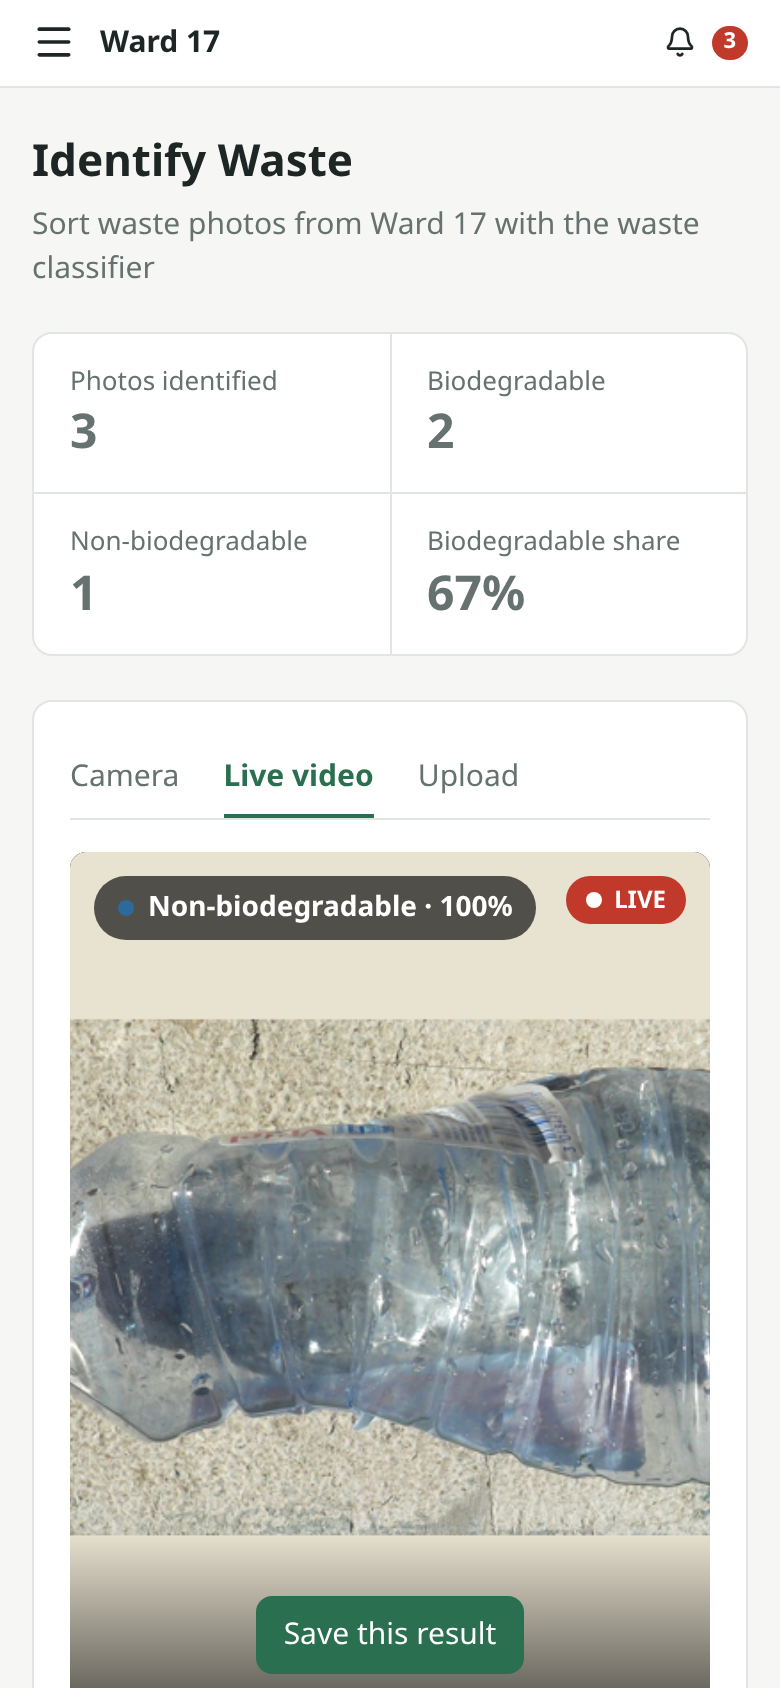 Ward 17
3
Identify Waste
Sort waste photos from Ward 17 with the waste
classifier
Photos identified
3
Biodegradable
2
Non-biodegradable
1
Biodegradable share
67%
Camera
Live video
Upload
Non-biodegradable · 100%
LIVE
Save this result